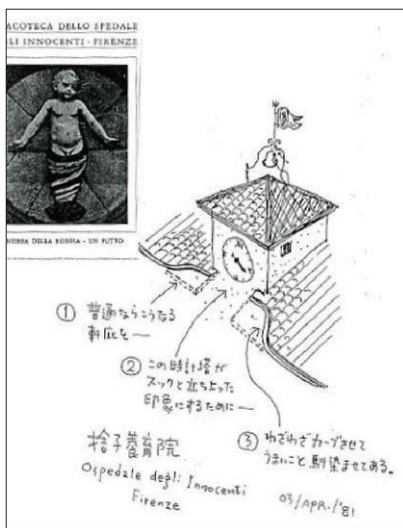 ACOTECA DELLO SPEDALE
GLI INNOCENTI - FIRENZE
DELLA ROBBIA - UN PUTTO
① 普通ならこうなる
軒庇を—
② この時計塔が
スックと立ち上った
印象にするために—
③ わざわざカーブさせて
うまいこと馴染ませてある。
捨子養育院
Ospedale degli Innocenti
Firenze
03/APR./'81